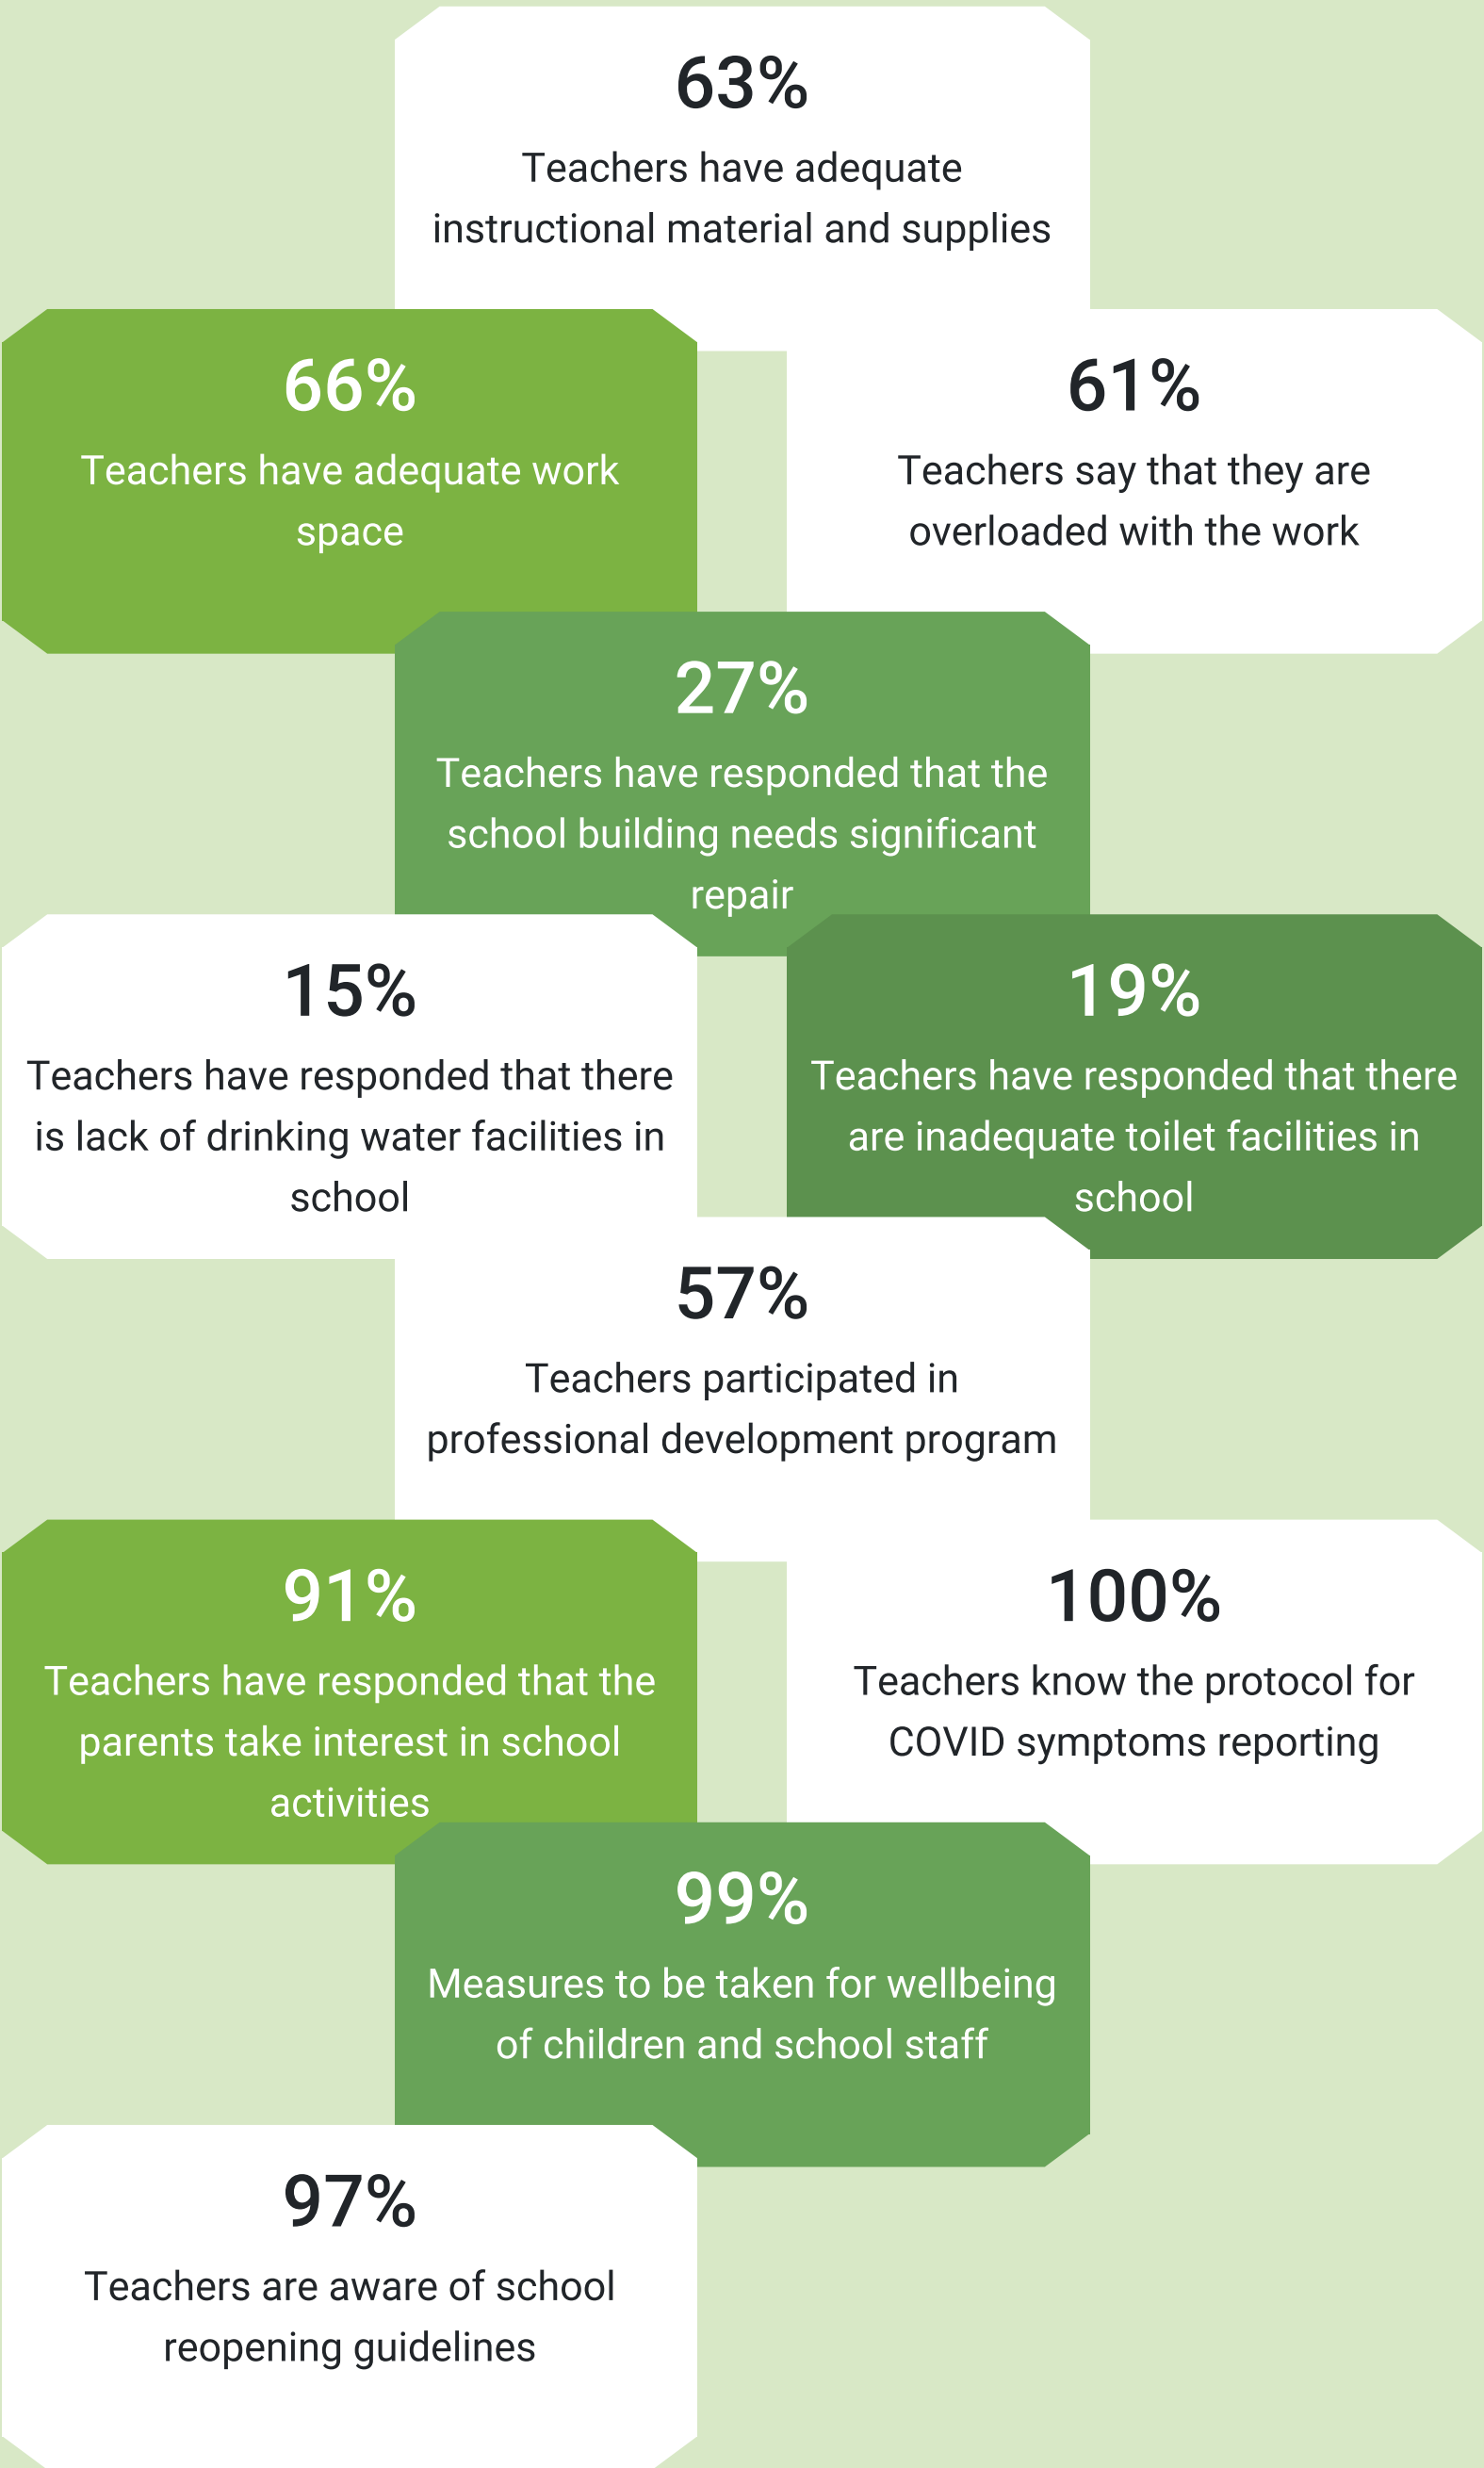 63%
Teachers have adequate
instructional material and supplies
66%
Teachers have adequate work
space
61%
Teachers say that they are
overloaded with the work
27%
Teachers have responded that the
school building needs significant
repair
15%
Teachers have responded that there
is lack of drinking water facilities in
school
19%
Teachers have responded that there
are inadequate toilet facilities in
school
57%
Teachers participated in
professional development program
91%
Teachers have responded that the
parents take interest in school
activities
100%
Teachers know the protocol for
COVID symptoms reporting
99%
Measures to be taken for wellbeing
of children and school staff
97%
Teachers are aware of school
reopening guidelines